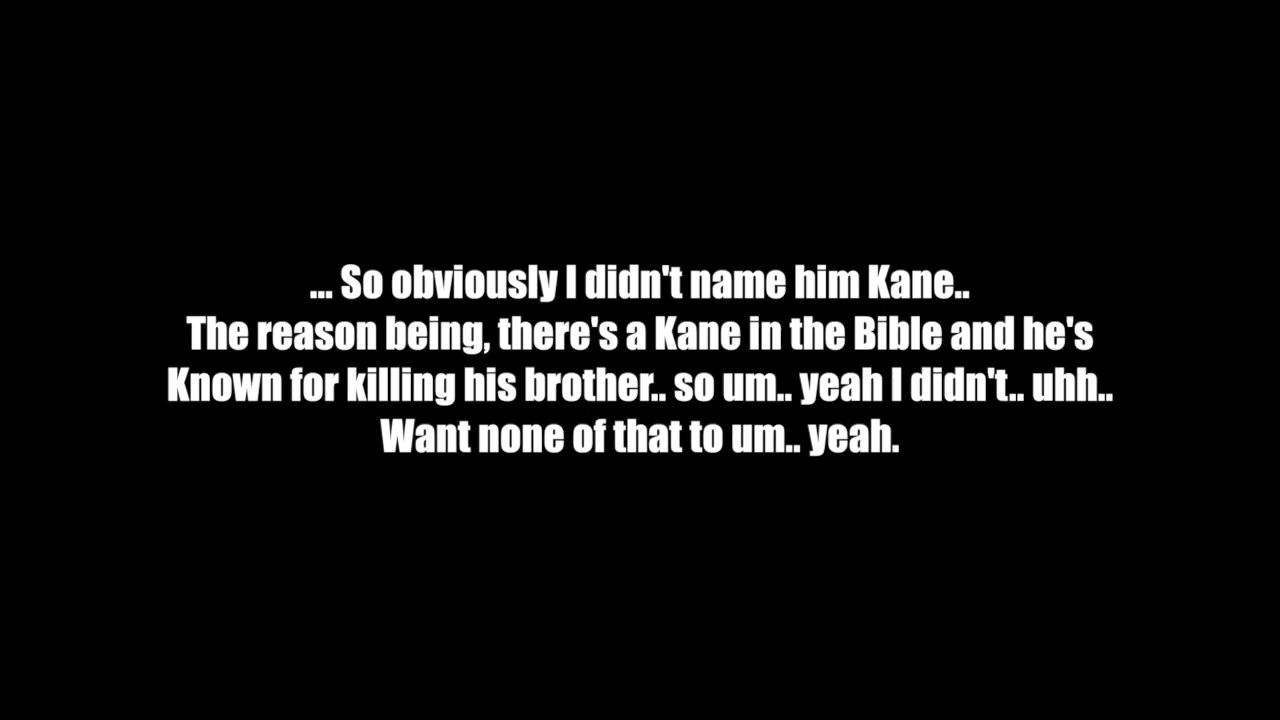 ... So obviously I didn't name him Kane..
The reason being, there's a Kane in the Bible and he's
Known for killing his brother.. so um.. yeah I didn't.. uhh..
Want none of that to um.. yeah.